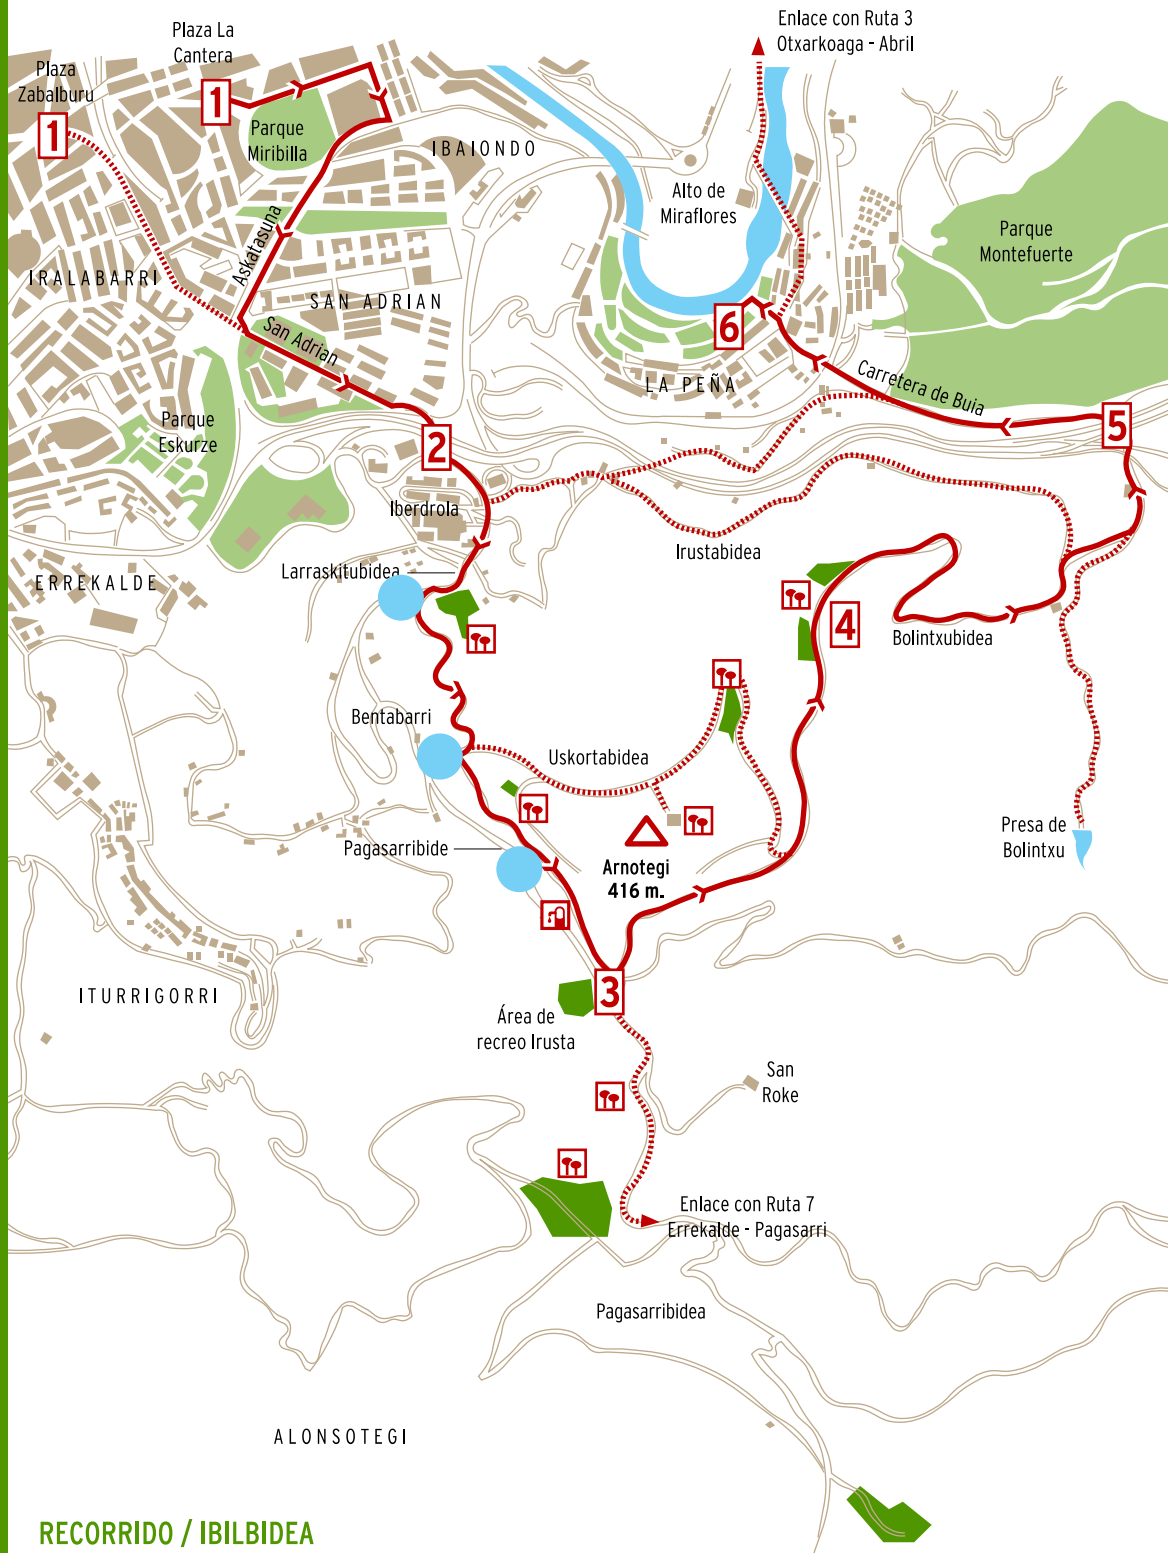 Enlace con Ruta 3
Otxarkoaga - Abril
Plaza La
Cantera
Plaza
Zabalburu
1
1
Parque
Miribilla
IBAIONDO
Alto de
Miraflores
Parque
Montefuerte
Askatasuna
IRALABARRI
SAN ADRIAN
San Adrian
6
LA PEÑA
Carretera de Buia
Parque
Eskurze
2
5
Iberdrola
Irustabidea
Larraskitubidea
ERREKALDE
4
Bolintxubidea
Bentabarri
Uskortabidea
Pagasarribide
Arnotegi
416 m.
Presa de
Bolintxu
3
ITURRIGORRI
Área de
recreo Irusta
San
Roke
Enlace con Ruta 7
Errekalde - Pagasarri
Pagasarribidea
ALONSOTEGI
RECORRIDO / IBILBIDEA